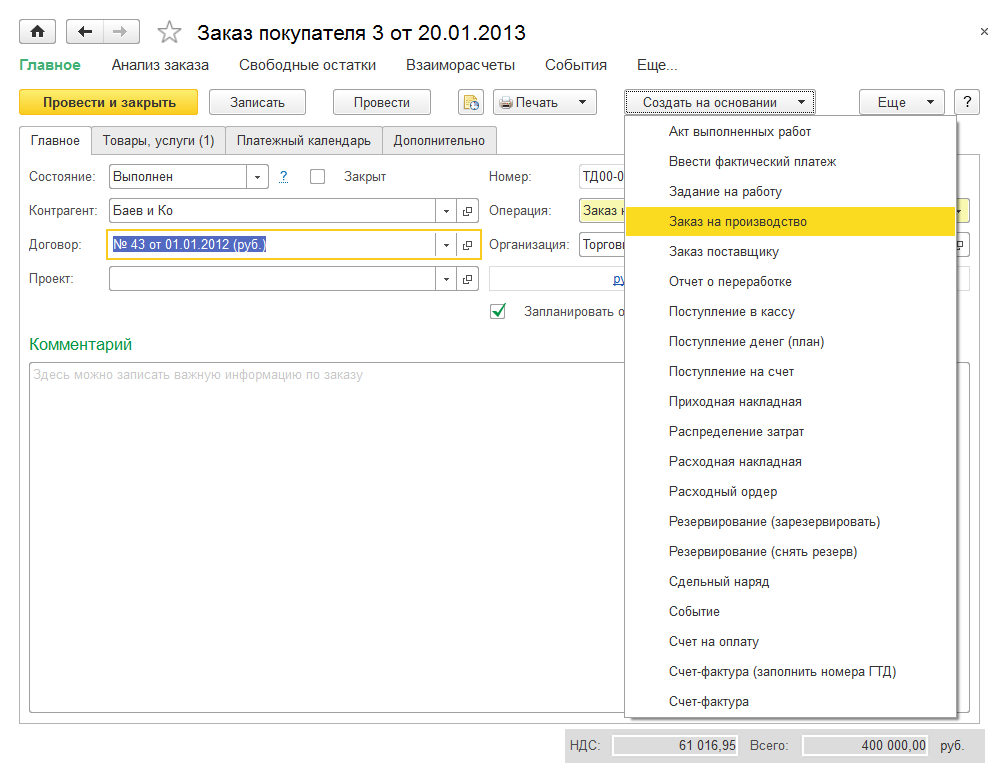 Заказ покупателя 3 от 20.01.2013
Главное Анализ заказа Свободные остатки Взаиморасчеты События Еще...
Провести и закрыть Записать Провести Печать Создать на основании Еще ?
Главное Товары, услуги (1) Платежный календарь Дополнительно
Состояние: Выполнен ? Закрыт Номер: ТД00-0
Контрагент: Баев и Ко Операция: Заказ
Договор: № 43 от 01.01.2012 (руб.) Организация: Торгов
Проект: ру
Запланировать о
Комментарий
Здесь можно записать важную информацию по заказу
Акт выполненных работ
Ввести фактический платеж
Задание на работу
Заказ на производство
Заказ поставщику
Отчет о переработке
Поступление в кассу
Поступление денег (план)
Поступление на счет
Приходная накладная
Распределение затрат
Расходная накладная
Расходный ордер
Резервирование (зарезервировать)
Резервирование (снять резерв)
Сдельный наряд
Событие
Счет на оплату
Счет-фактура (заполнить номера ГТД)
Счет-фактура
НДС: 61 016,95 Всего: 400 000,00 руб.